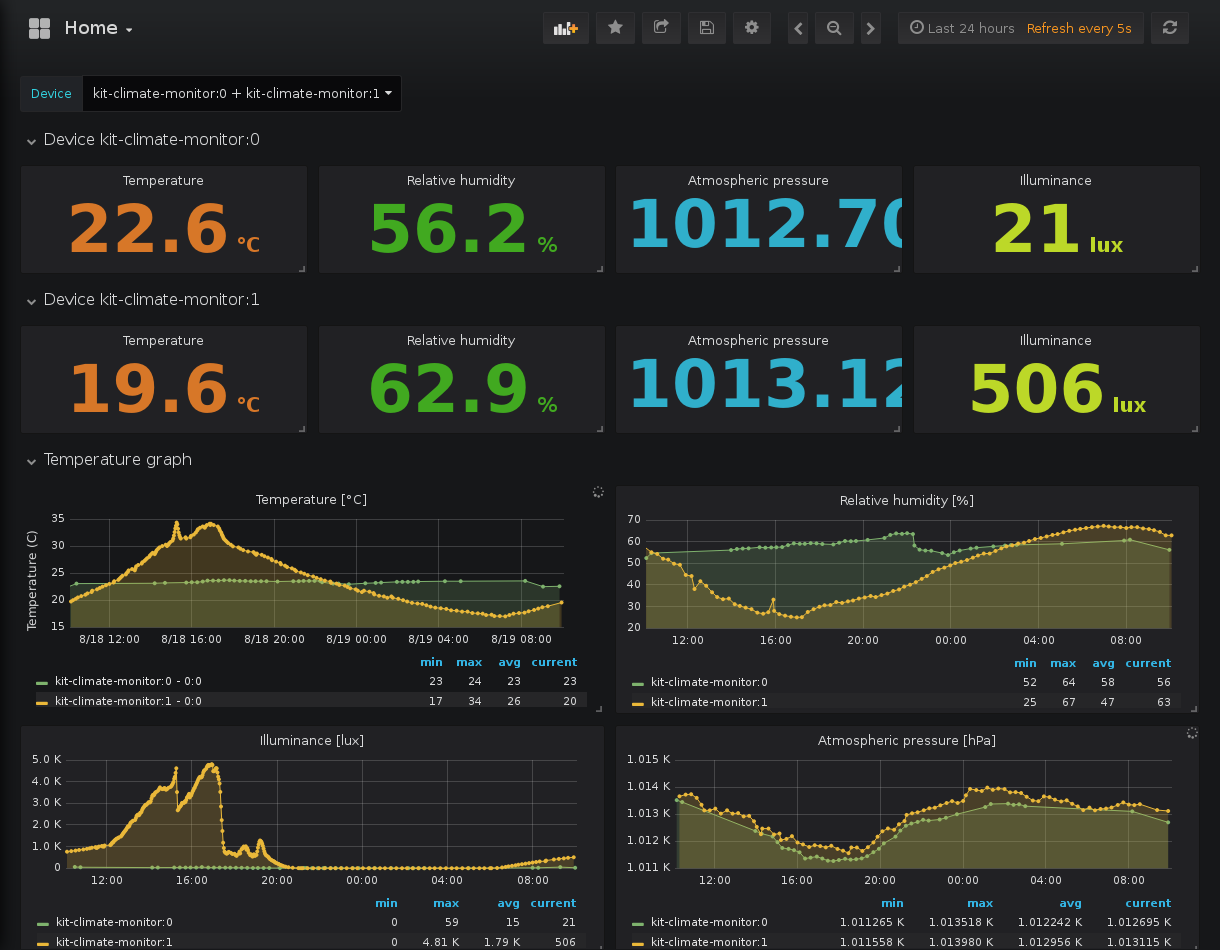 Home
Last 24 hours Refresh every 5s
Device kit-climate-monitor:0 + kit-climate-monitor:1
Device kit-climate-monitor:0
Temperature Relative humidity Atmospheric pressure Illuminance
22.6 °C 56.2 % 1012.70 21 lux
Device kit-climate-monitor:1
Temperature Relative humidity Atmospheric pressure Illuminance
19.6 °C 62.9 % 1013.12 506 lux
Temperature graph
Temperature [°C]
Temperature (C)
35
30
25
20
15
8/18 12:00 8/18 16:00 8/18 20:00 8/19 00:00 8/19 04:00 8/19 08:00
min max avg current
kit-climate-monitor:0 - 0:0 23 24 23 23
kit-climate-monitor:1 - 0:0 17 34 26 20
Relative humidity [%]
70
60
50
40
30
20
12:00 16:00 20:00 00:00 04:00 08:00
min max avg current
kit-climate-monitor:0 52 64 58 56
kit-climate-monitor:1 25 67 47 63
Illuminance [lux]
5.0 K
4.0 K
3.0 K
2.0 K
1.0 K
0
12:00 16:00 20:00 00:00 04:00 08:00
min max avg current
kit-climate-monitor:0 0 59 15 21
kit-climate-monitor:1 0 4.81 K 1.79 K 506
Atmospheric pressure [hPa]
1.015 K
1.014 K
1.013 K
1.012 K
1.011 K
12:00 16:00 20:00 00:00 04:00 08:00
min max avg current
kit-climate-monitor:0 1.011265 K 1.013518 K 1.012242 K 1.012695 K
kit-climate-monitor:1 1.011558 K 1.013980 K 1.012956 K 1.013115 K